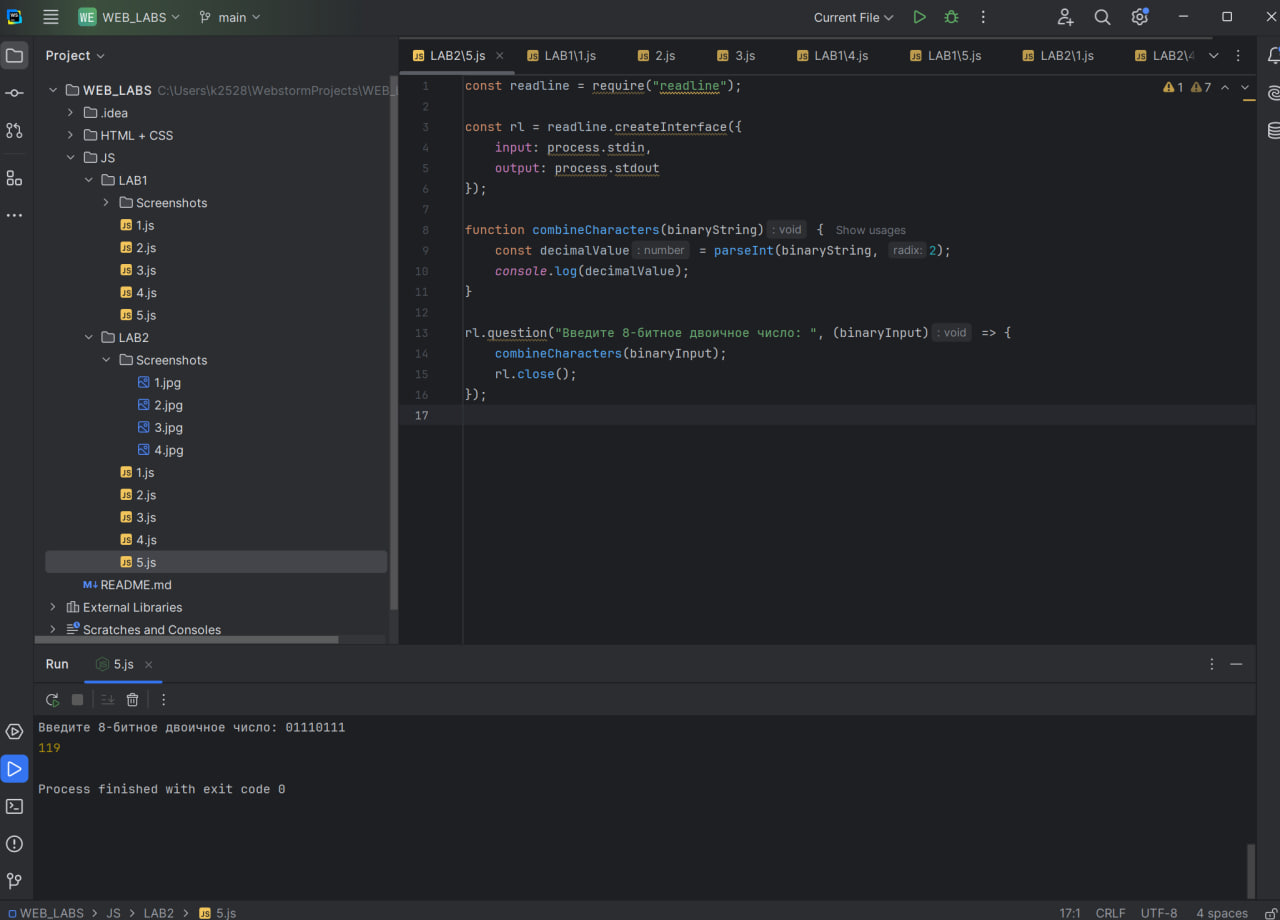 WE WEB_LABS main Current File
Project
WEB_LABS C:\Users\k2528\WebstormProjects\WEB_L
.idea
HTML + CSS
JS
LAB1
Screenshots
1.js
2.js
3.js
4.js
5.js
LAB2
Screenshots
1.jpg
2.jpg
3.jpg
4.jpg
1.js
2.js
3.js
4.js
5.js
README.md
External Libraries
Scratches and Consoles
LAB2\5.js LAB1\1.js 2.js 3.js LAB1\4.js LAB1\5.js LAB2\1.js LAB2\4
1 const readline = require("readline"); 1 7
2
3 const rl = readline.createInterface({
4 input: process.stdin,
5 output: process.stdout
6 });
7
8 function combineCharacters(binaryString) : void { Show usages
9 const decimalValue : number = parseInt(binaryString, radix: 2);
10 console.log(decimalValue);
11 }
12
13 rl.question("Введите 8-битное двоичное число: ", (binaryInput) : void => {
14 combineCharacters(binaryInput);
15 rl.close();
16 });
17
Run 5.js
Введите 8-битное двоичное число: 01110111
119
Process finished with exit code 0
WEB_LABS > JS > LAB2 > JS 5.js 17:1 CRLF UTF-8 4 spaces